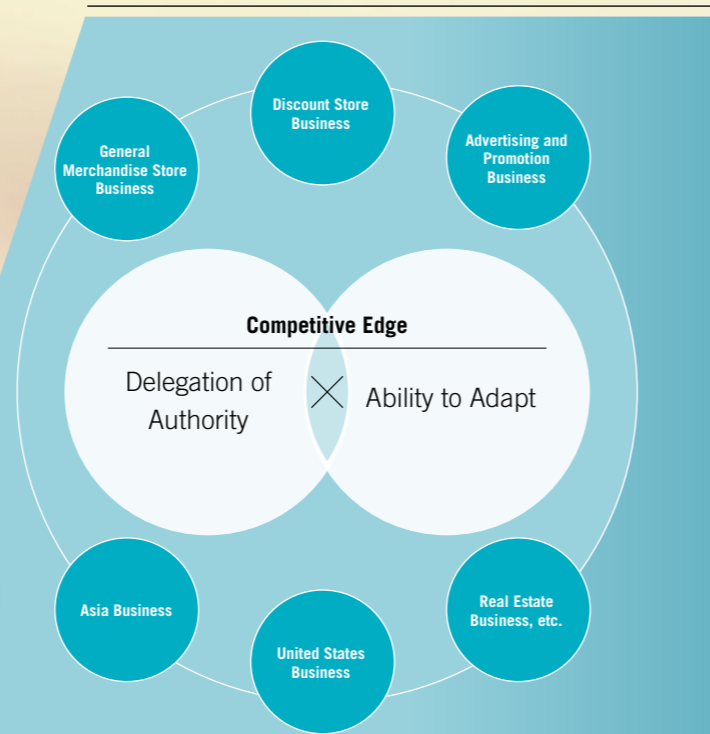 Discount Store
Business
General
Merchandise Store
Business
Advertising and
Promotion
Business
Competitive Edge
Delegation of
Authority
Ability to Adapt
Asia Business
United States
Business
Real Estate
Business, etc.